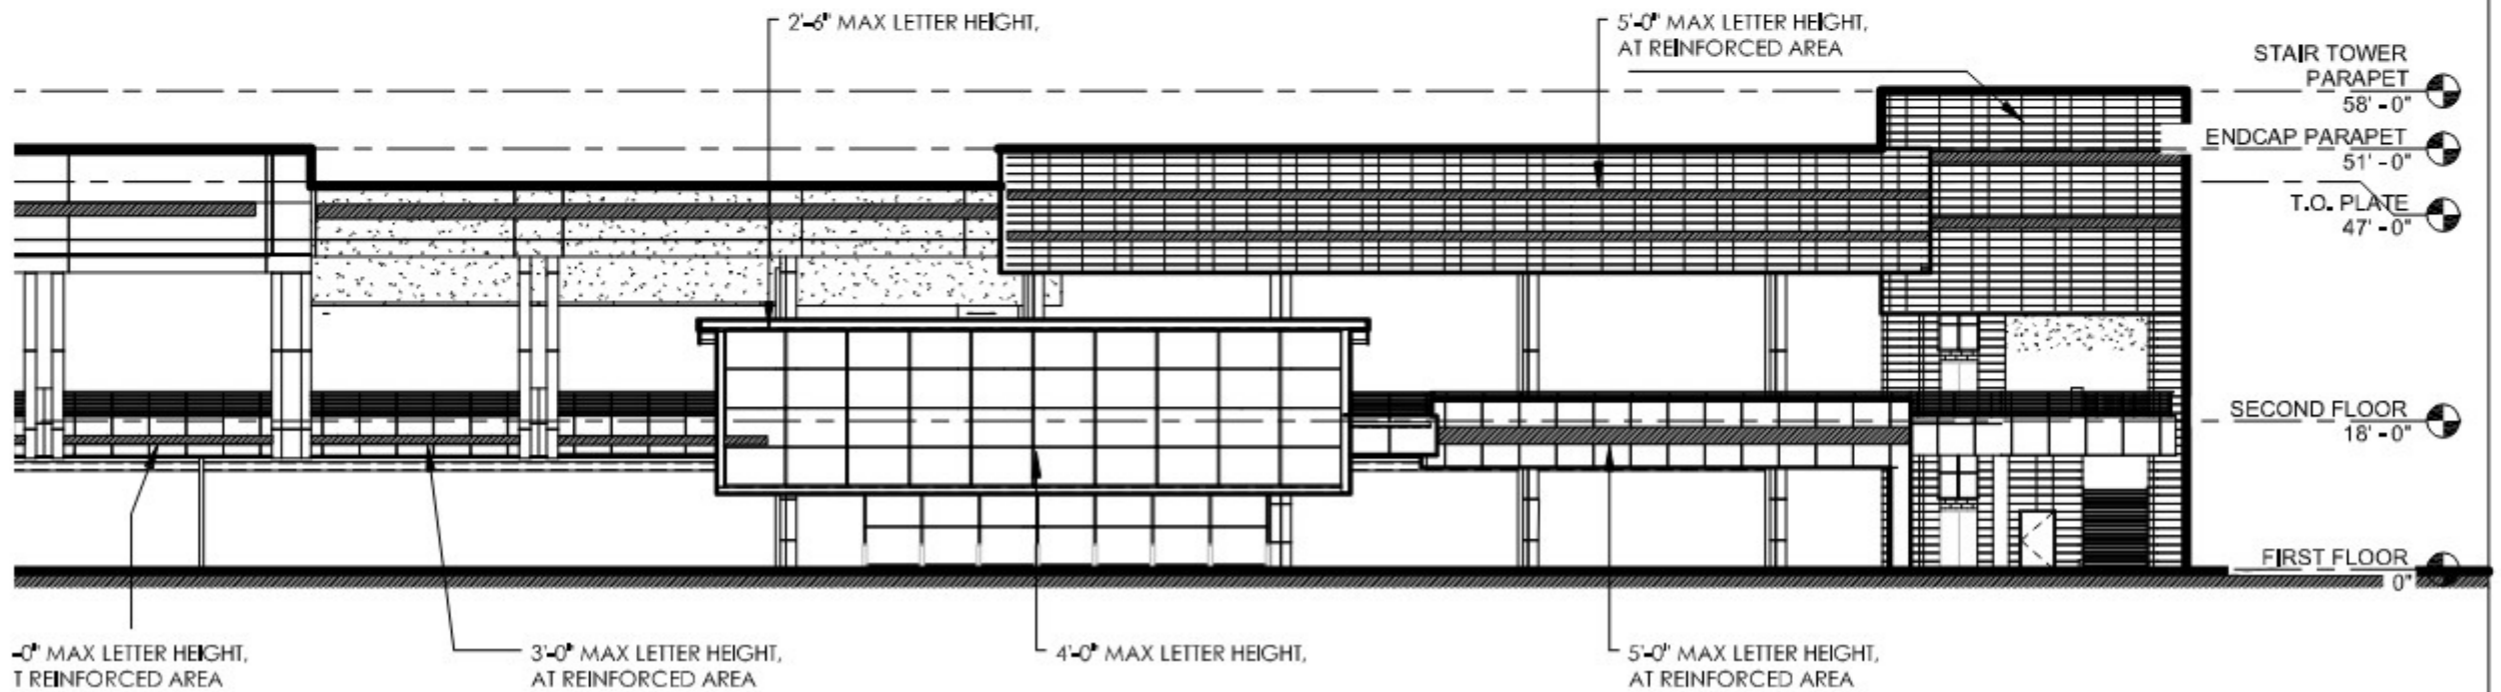 2'-6" MAX LETTER HEIGHT,
5'-0" MAX LETTER HEIGHT,
AT REINFORCED AREA
STAIR TOWER
PARAPET
58' - 0"
ENDCAP PARAPET
51' - 0"
T.O. PLATE
47' - 0"
SECOND FLOOR
18' - 0"
FIRST FLOOR
0"
-0" MAX LETTER HEIGHT,
T REINFORCED AREA
3'-0" MAX LETTER HEIGHT,
AT REINFORCED AREA
4'-0" MAX LETTER HEIGHT,
5'-0" MAX LETTER HEIGHT,
AT REINFORCED AREA